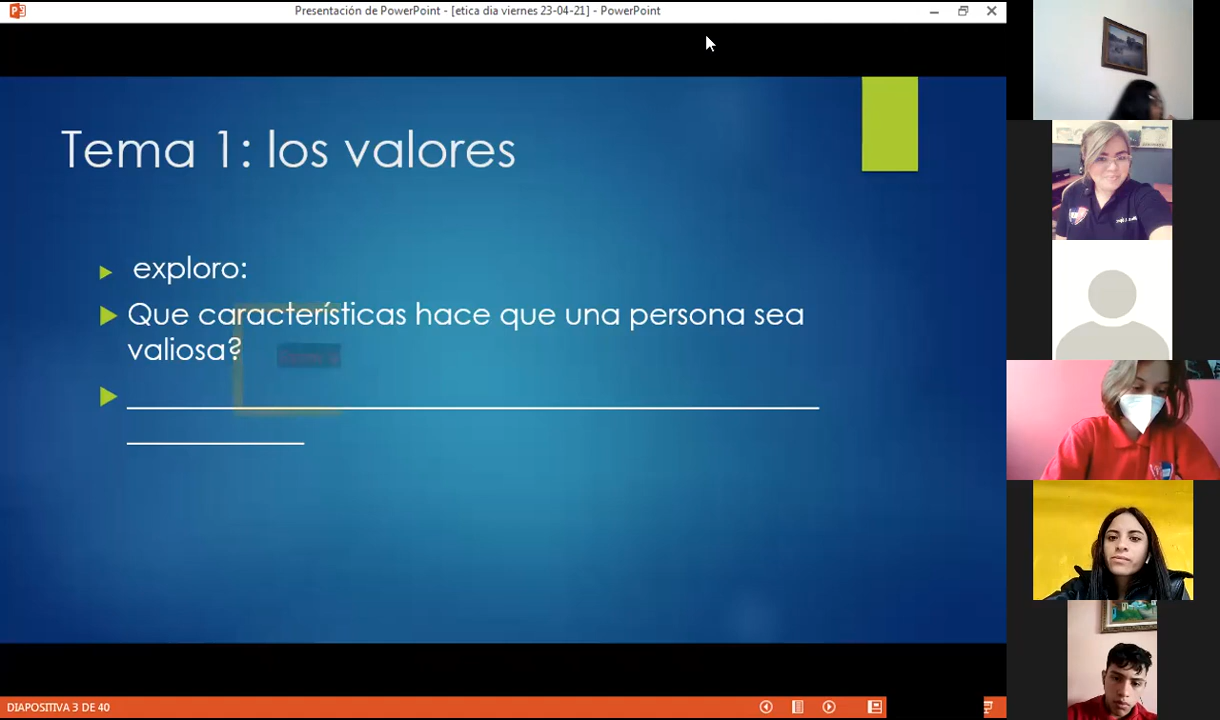 Presentación de PowerPoint - [etica dia viernes 23-04-21] - PowerPoint
Tema 1: los valores
exploro:
Que características hace que una persona sea
valiosa?
DIAPOSITIVA 3 DE 40